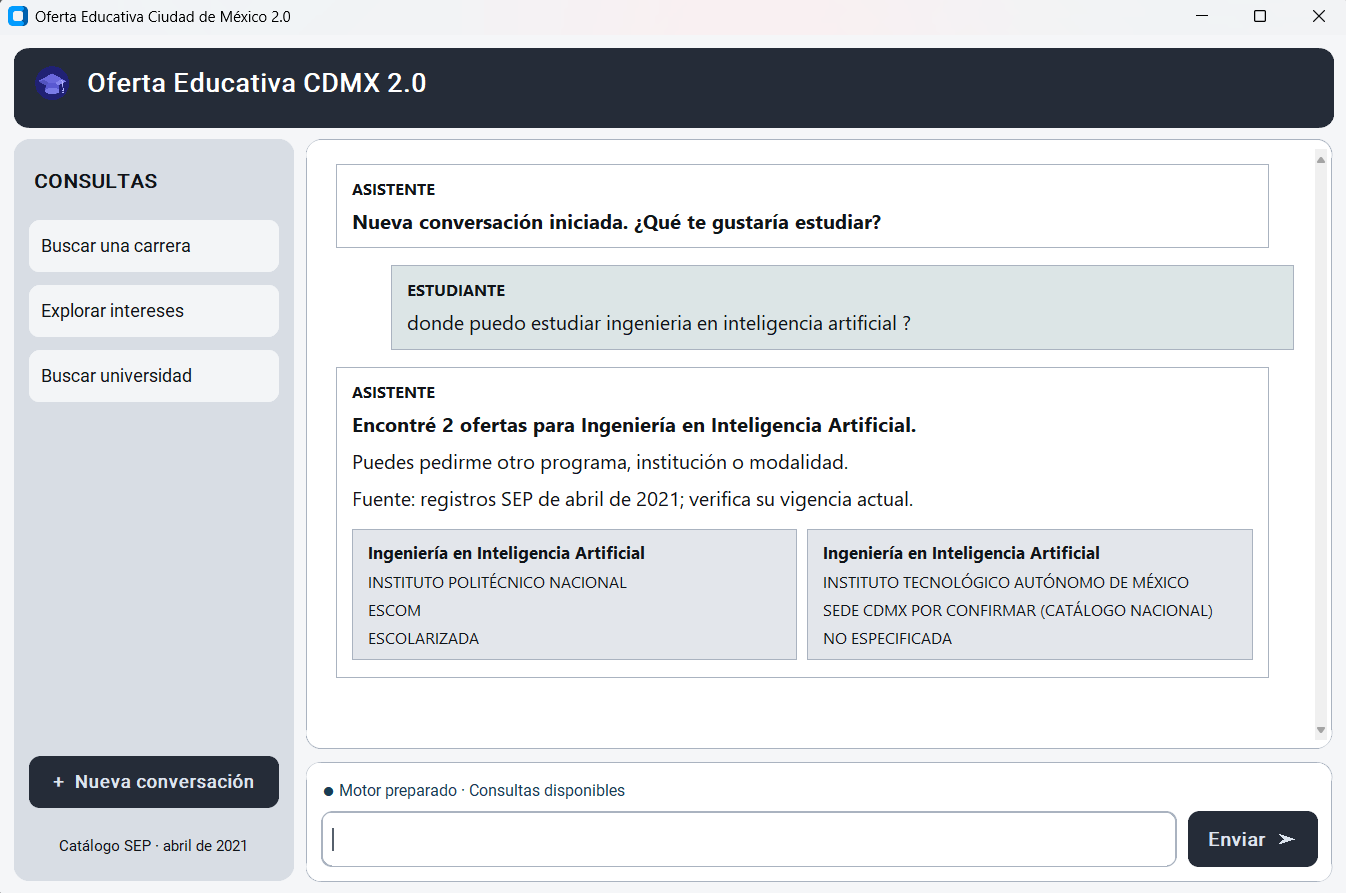 Oferta Educativa Ciudad de México 2.0
Oferta Educativa CDMX 2.0
CONSULTAS
Buscar una carrera
Explorar intereses
Buscar universidad
+ Nueva conversación
Catálogo SEP · abril de 2021
ASISTENTE
Nueva conversación iniciada. ¿Qué te gustaría estudiar?
ESTUDIANTE
donde puedo estudiar ingenieria en inteligencia artificial ?
ASISTENTE
Encontré 2 ofertas para Ingeniería en Inteligencia Artificial.
Puedes pedirme otro programa, institución o modalidad.
Fuente: registros SEP de abril de 2021; verifica su vigencia actual.
Ingeniería en Inteligencia Artificial
INSTITUTO POLITÉCNICO NACIONAL
ESCOM
ESCOLARIZADA
Ingeniería en Inteligencia Artificial
INSTITUTO TECNOLÓGICO AUTÓNOMO DE MÉXICO
SEDE CDMX POR CONFIRMAR (CATÁLOGO NACIONAL)
NO ESPECIFICADA
● Motor preparado · Consultas disponibles
Enviar ➢